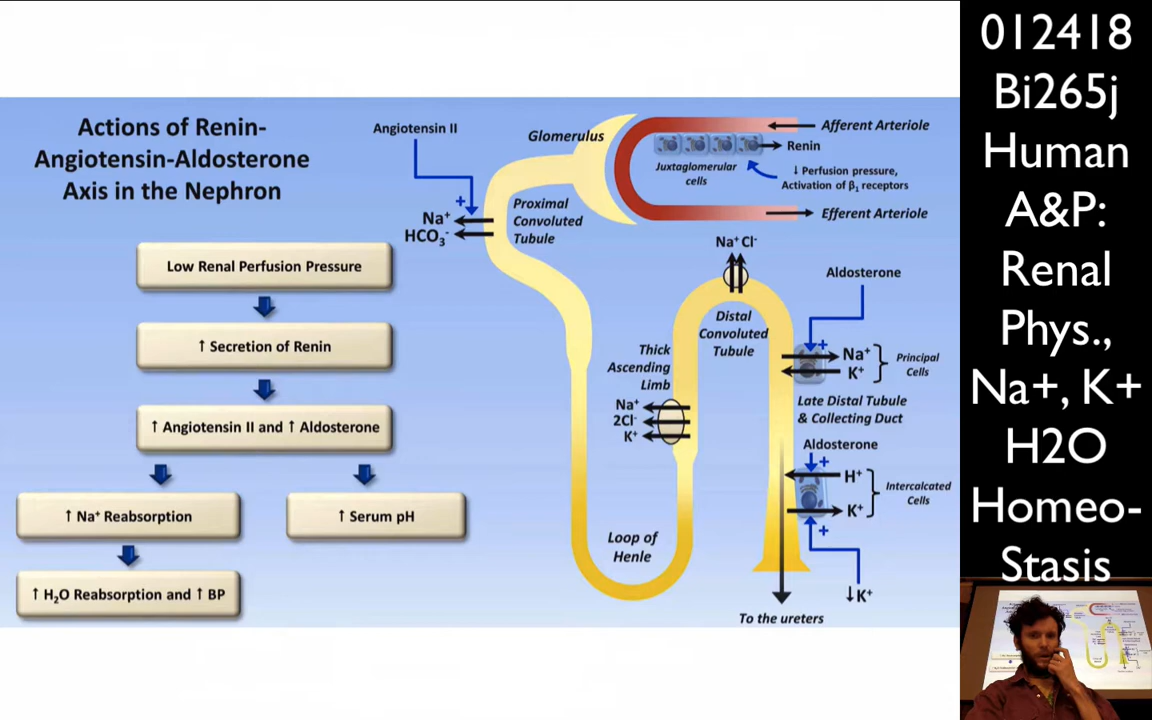 Actions of Renin-
Angiotensin-Aldosterone
Axis in the Nephron
Low Renal Perfusion Pressure
↑ Secretion of Renin
↑ Angiotensin II and ↑ Aldosterone
↑ Na⁺ Reabsorption
↑ Serum pH
↑ H₂O Reabsorption and ↑ BP
Angiotensin II
+
Na⁺
HCO₃⁻
Proximal
Convoluted
Tubule
Glomerulus
Afferent Arteriole
Renin
Juxtaglomerular
cells
↓ Perfusion pressure,
Activation of β₁ receptors
Efferent Arteriole
Na⁺ Cl⁻
Distal
Convoluted
Tubule
Thick
Ascending
Limb
Na⁺
2Cl⁻
K⁺
Loop of
Henle
Aldosterone
+
Na⁺
K⁺
Principal
Cells
Late Distal Tubule
& Collecting Duct
Aldosterone
+
H⁺
K⁺
Intercalcated
Cells
+
↓K⁺
To the ureters
012418
Bi265j
Human
A&P:
Renal
Phys.,
Na+, K+
H2O
Homeo-
Stasis